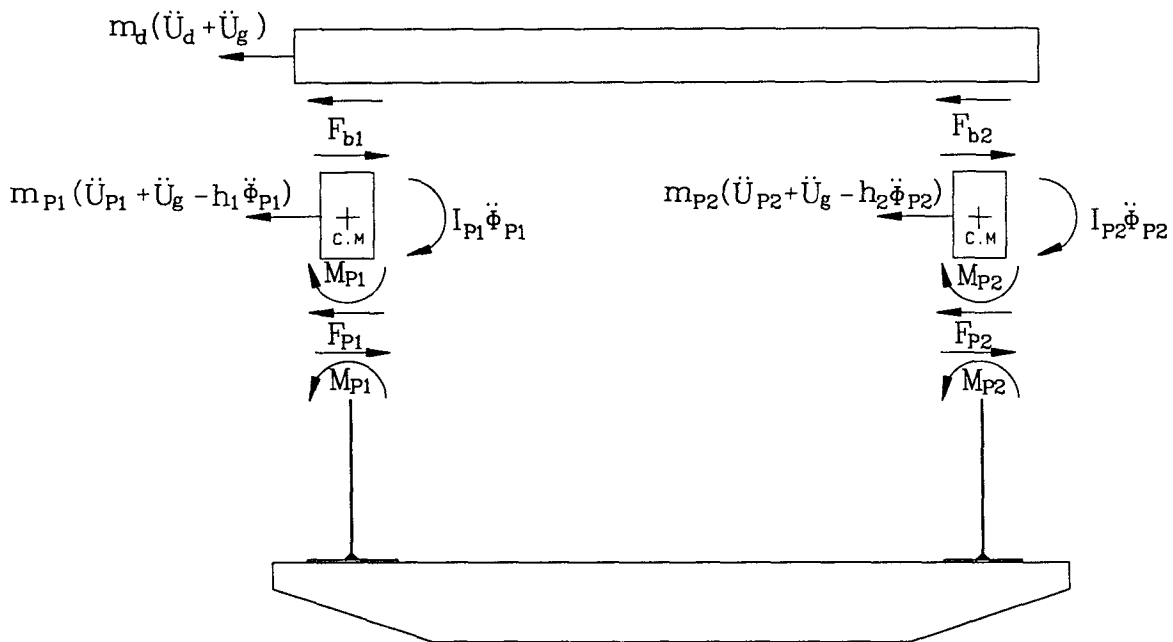 m_d(Ü_d + Ü_g)
F_b1 F_b2
m_P1(Ü_P1 + Ü_g − h_1Φ̈_P1) m_P2(Ü_P2 + Ü_g − h_2Φ̈_P2)
C.M I_P1Φ̈_P1 C.M I_P2Φ̈_P2
M_P1 M_P2
F_P1 F_P2
M_P1 M_P2